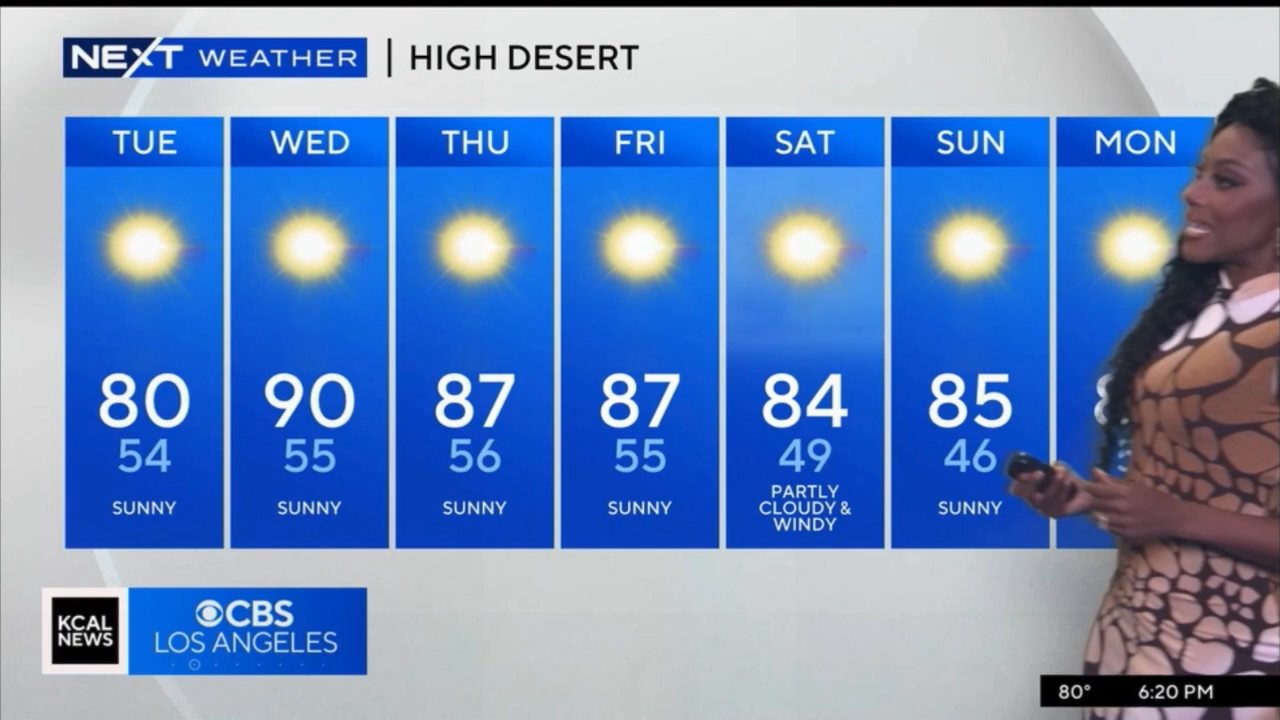 NEXT WEATHER | HIGH DESERT
TUE WED THU FRI SAT SUN MON
80 90 87 87 84 85
54 55 56 55 49 46
SUNNY SUNNY SUNNY SUNNY PARTLY CLOUDY & WINDY SUNNY
KCAL NEWS
CBS
LOS ANGELES
80° 6:20 PM